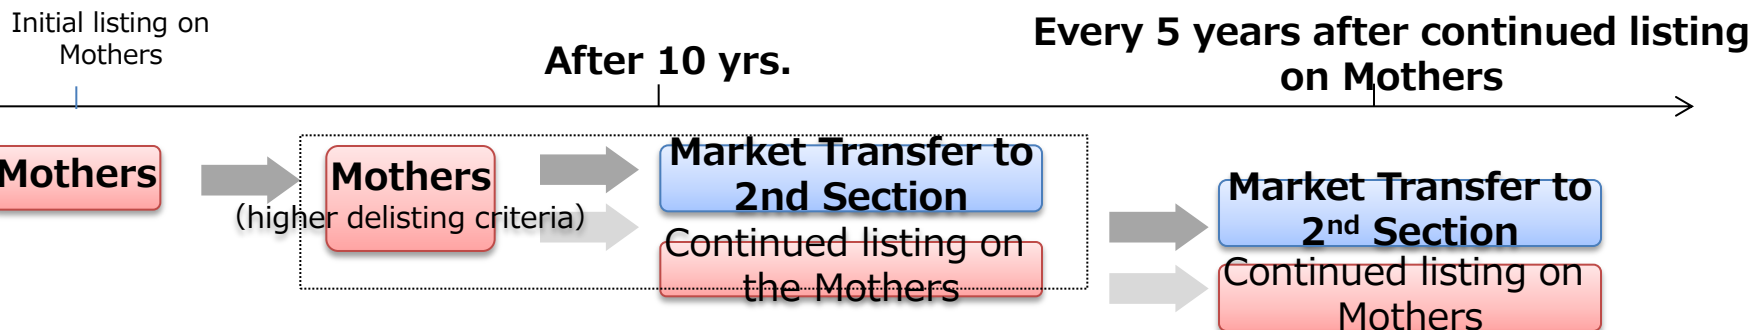 Initial listing on
Mothers
After 10 yrs.
Every 5 years after continued listing
on Mothers
Mothers
Mothers
（higher delisting criteria）
Market Transfer to
2nd Section
Continued listing on
the Mothers
Market Transfer to
2nd Section
Continued listing on
Mothers